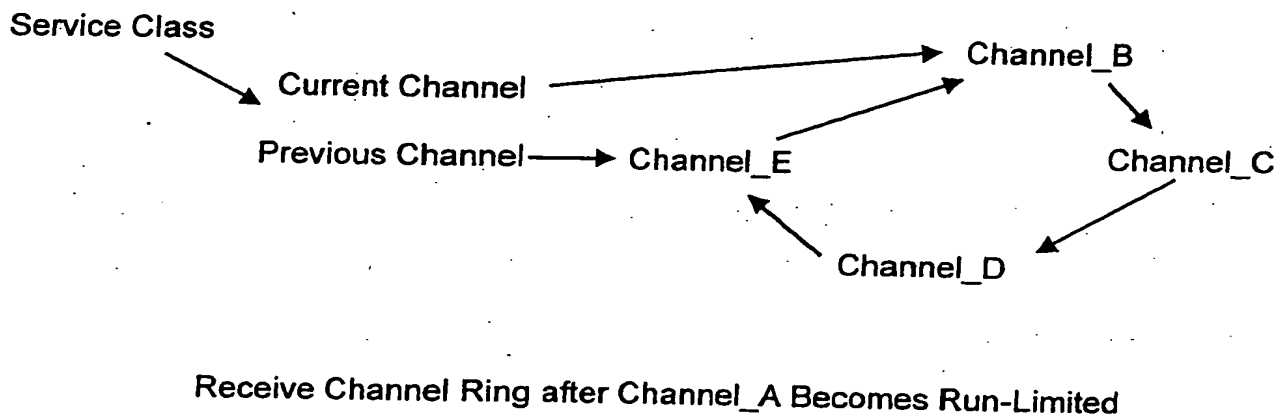 Service Class
Channel_B
Current Channel
Previous Channel
Channel_E
Channel_C
Channel_D
Receive Channel Ring after Channel_A Becomes Run-Limited